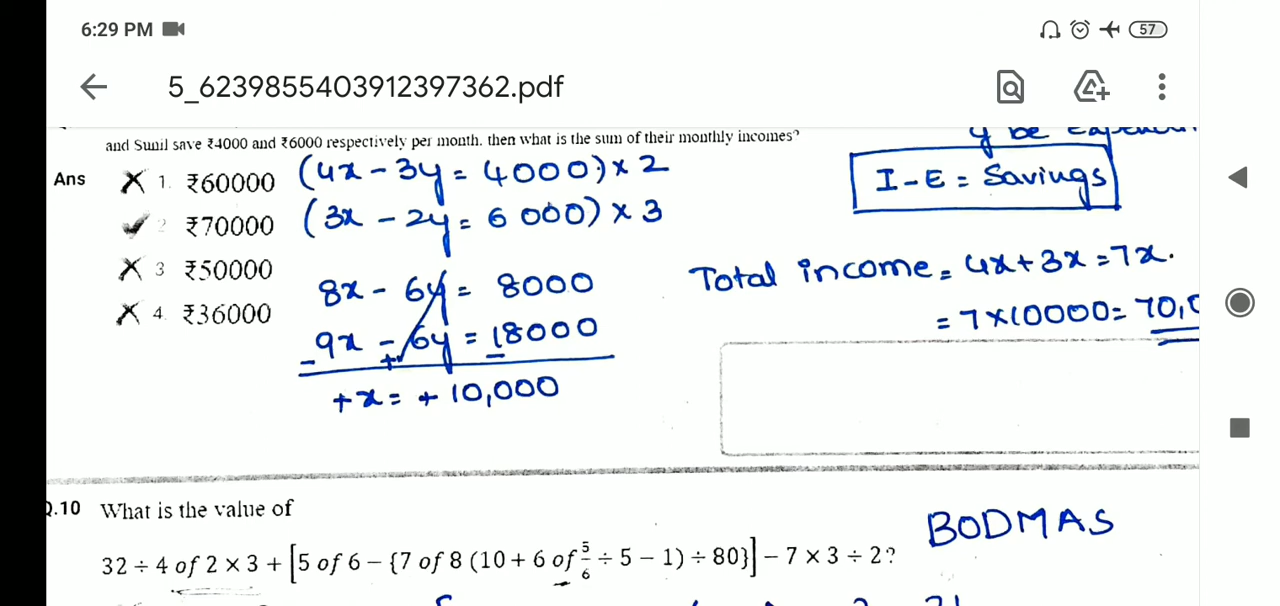 6:29 PM 57
5_6239855403912397362.pdf
and Sunil save ₹4000 and ₹6000 respectively per month. then what is the sum of their monthly incomes?
y be
Ans
1. ₹60000
2 ₹70000
3 ₹50000
4. ₹36000
(4x - 3y = 4000) × 2
(3x - 2y = 6000) × 3
8x - 6y = 8000
- 9x - 6y = 18000
+ -
+x = + 10,000
I - E = Savings
Total income = 4x + 3x = 7x.
= 7 × 10000 = 70,0
Q.10 What is the value of
BODMAS
32 ÷ 4 of 2 × 3 + [5 of 6 − {7 of 8 (10 + 6 of 5/6 ÷ 5 − 1) ÷ 80}] − 7 × 3 ÷ 2?